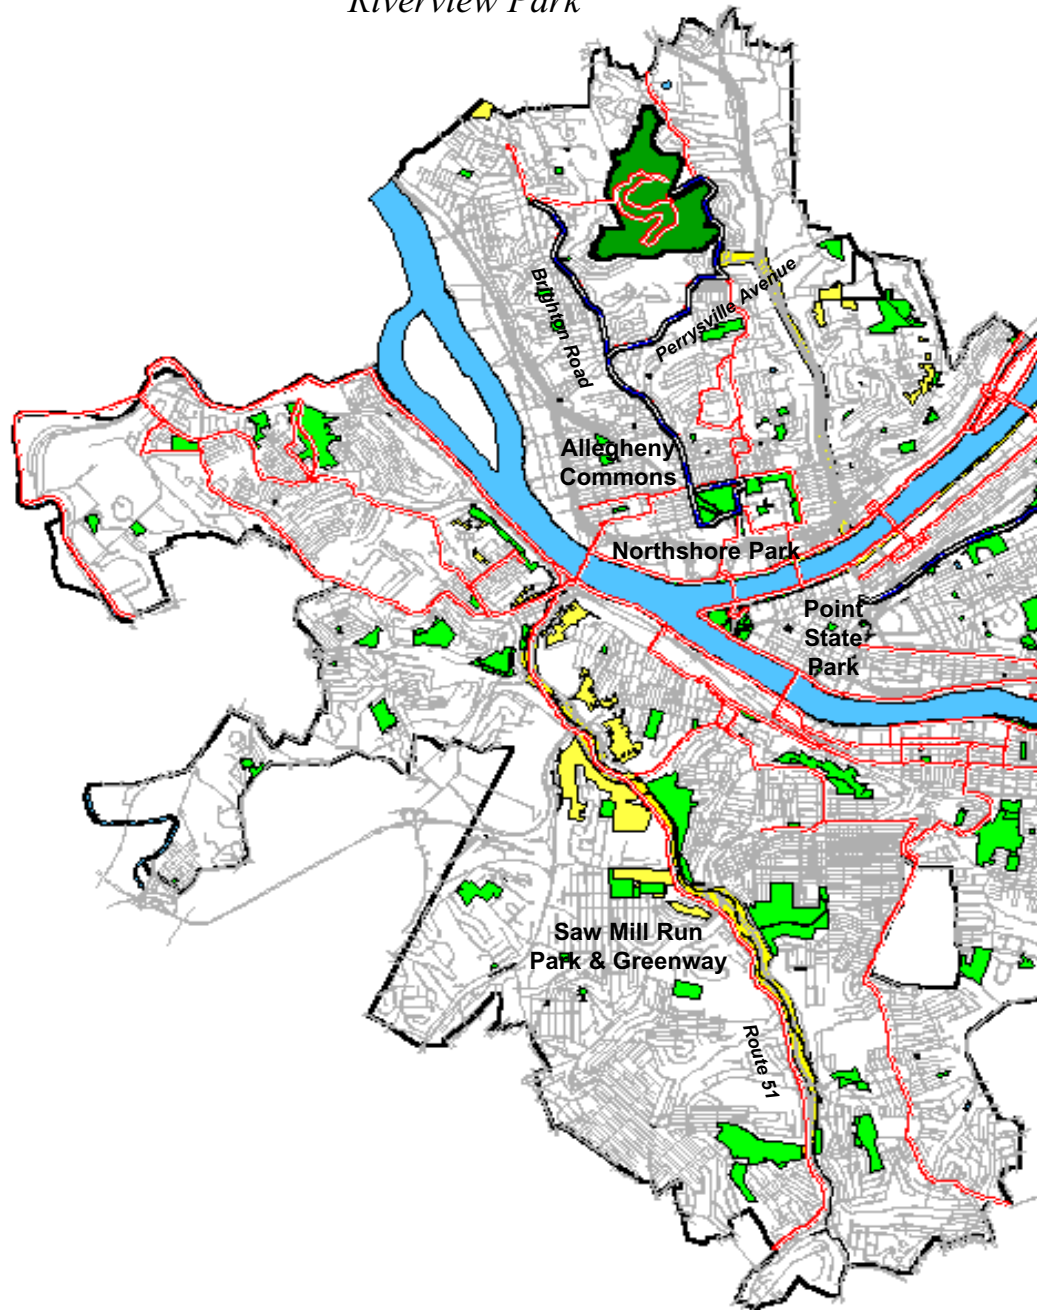 Riverview Park
Brighton Road
Perrysville Avenue
Allegheny
Commons
Northshore Park
Point
State
Park
Saw Mill Run
Park & Greenway
Route 51